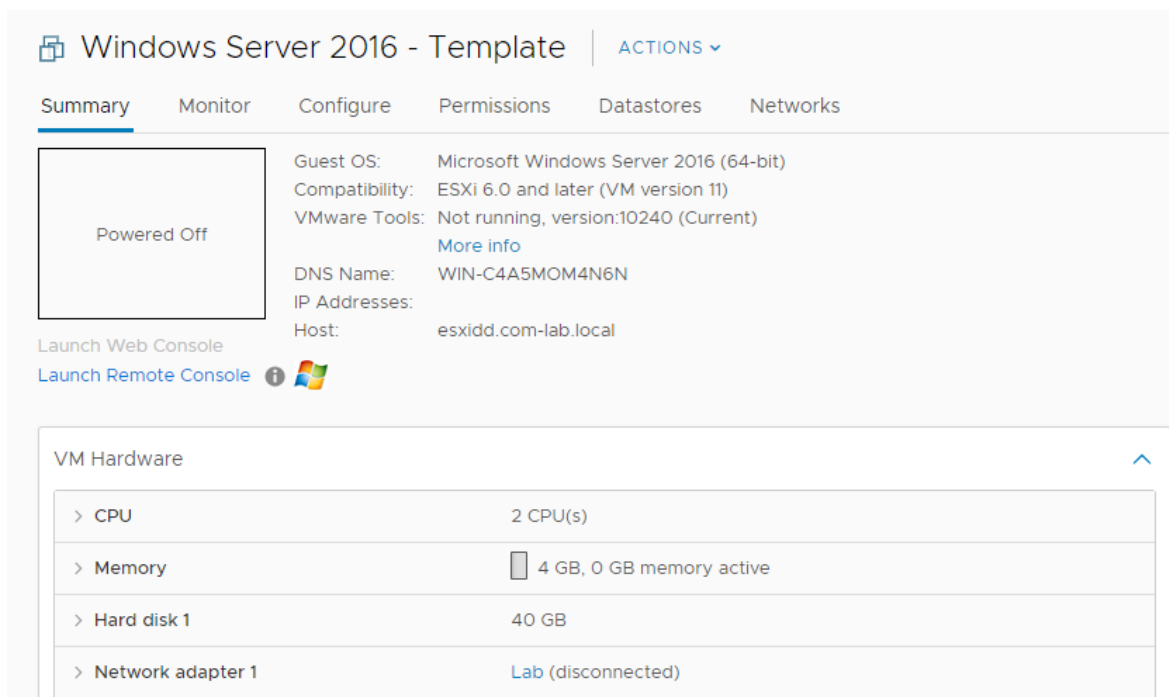 Windows Server 2016 - Template ACTIONS
Summary Monitor Configure Permissions Datastores Networks
Powered Off
Guest OS: Microsoft Windows Server 2016 (64-bit)
Compatibility: ESXi 6.0 and later (VM version 11)
VMware Tools: Not running, version:10240 (Current)
More info
DNS Name: WIN-C4A5MOM4N6N
IP Addresses:
Host: esxidd.com-lab.local
Launch Web Console
Launch Remote Console
VM Hardware
CPU 2 CPU(s)
Memory 4 GB, 0 GB memory active
Hard disk 1 40 GB
Network adapter 1 Lab (disconnected)